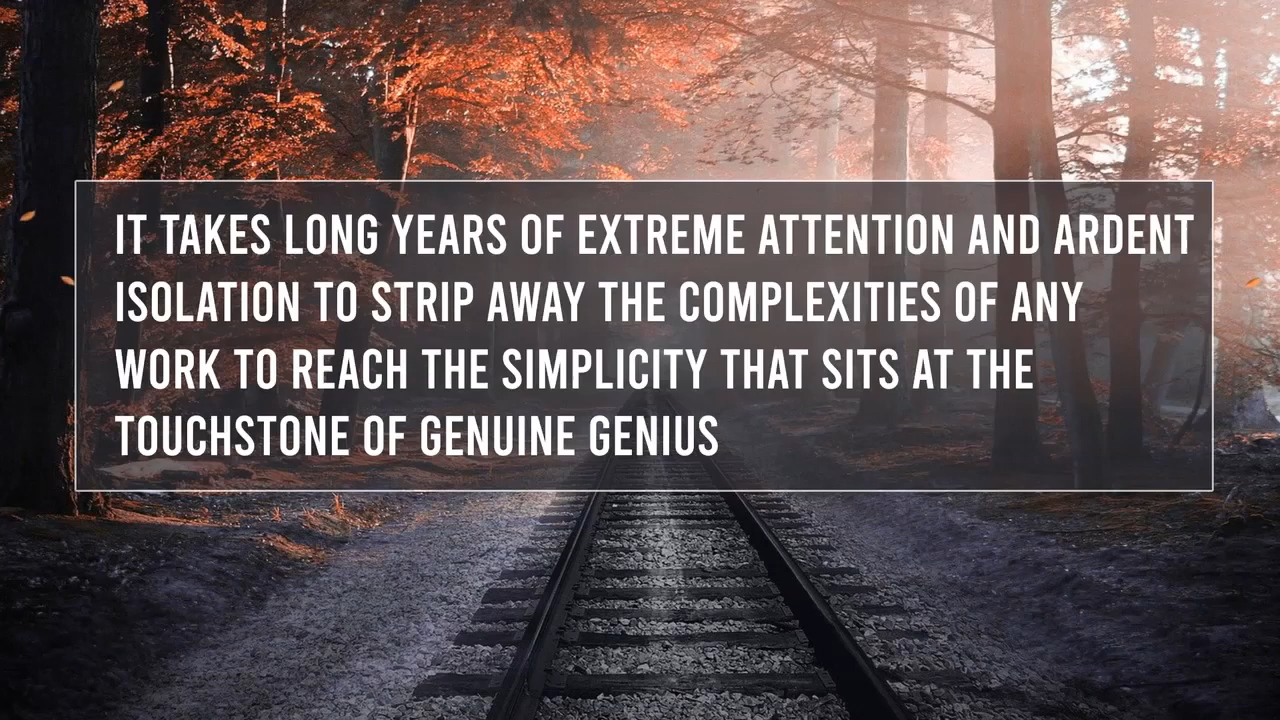 IT TAKES LONG YEARS OF EXTREME ATTENTION AND ARDENT
ISOLATION TO STRIP AWAY THE COMPLEXITIES OF ANY
WORK TO REACH THE SIMPLICITY THAT SITS AT THE
TOUCHSTONE OF GENUINE GENIUS